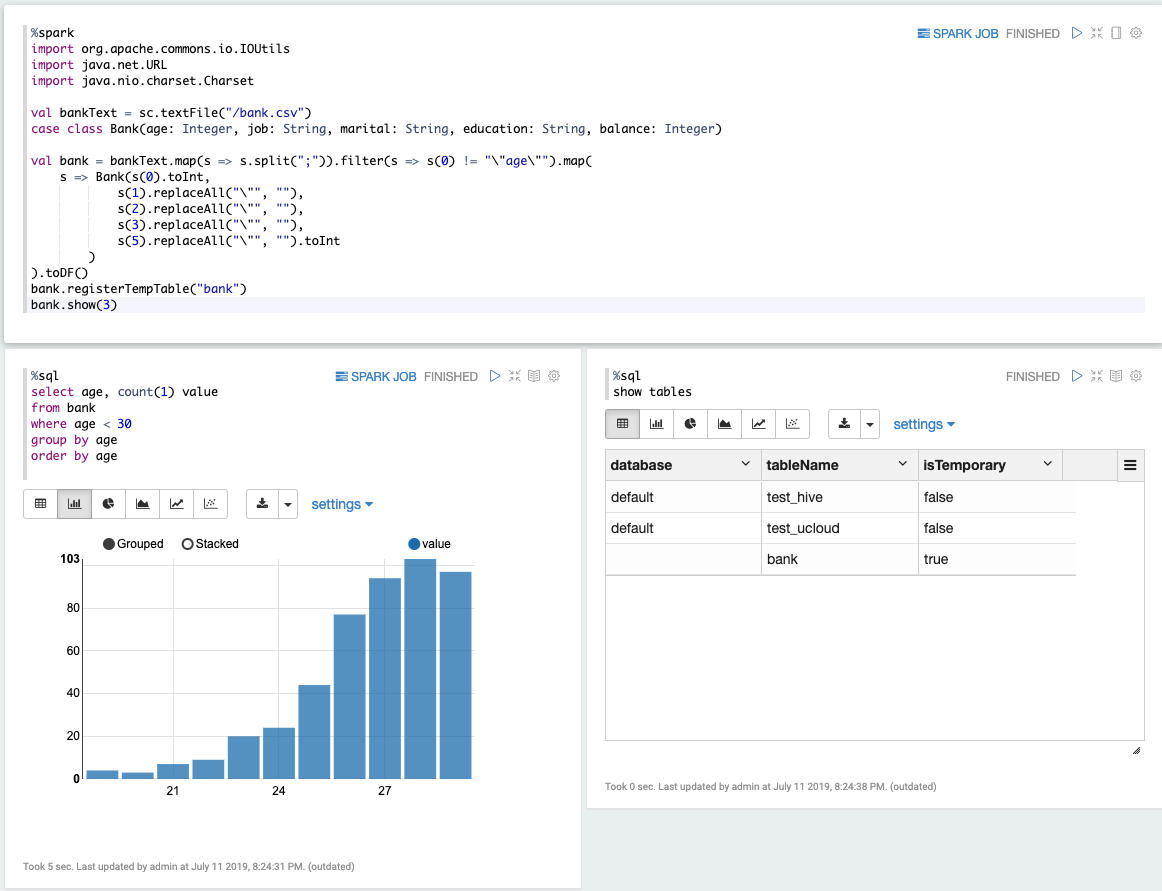 %spark
SPARK JOB FINISHED
import org.apache.commons.io.IOUtils
import java.net.URL
import java.nio.charset.Charset
val bankText = sc.textFile("/bank.csv")
case class Bank(age: Integer, job: String, marital: String, education: String, balance: Integer)
val bank = bankText.map(s => s.split(";")).filter(s => s(0) != "\"age\"").map(
s => Bank(s(0).toInt,
s(1).replaceAll("\"", ""),
s(2).replaceAll("\"", ""),
s(3).replaceAll("\"", ""),
s(5).replaceAll("\"", "").toInt
)
).toDF()
bank.registerTempTable("bank")
bank.show(3)
%sql
SPARK JOB FINISHED
select age, count(1) value
from bank
where age < 30
group by age
order by age
settings
Grouped Stacked value
103
80
60
40
20
0
21 24 27
Took 5 sec. Last updated by admin at July 11 2019, 8:24:31 PM. (outdated)
%sql
FINISHED
show tables
settings
database tableName isTemporary
default test_hive false
default test_ucloud false
bank true
Took 0 sec. Last updated by admin at July 11 2019, 8:24:38 PM. (outdated)